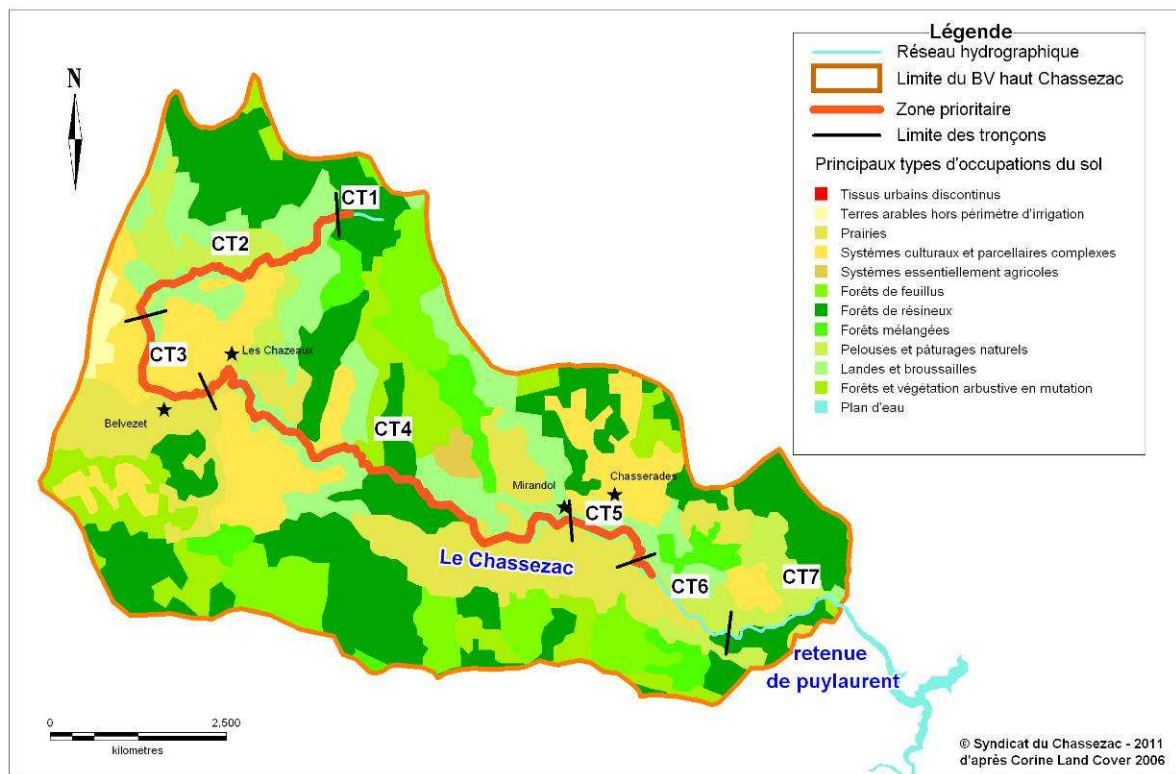 Légende
Réseau hydrographique
Limite du BV haut Chassezac
Zone prioritaire
Limite des tronçons
Principaux types d'occupations du sol
Tissus urbains discontinus
Terres arables hors périmètre d'irrigation
Prairies
Systèmes culturaux et parcellaires complexes
Systèmes essentiellement agricoles
Forêts de feuillus
Forêts de résineux
Forêts mélangées
Pelouses et pâturages naturels
Landes et broussailles
Forêts et végétation arbustive en mutation
Plan d'eau
N
CT1
CT2
CT3
Les Chazeaux
Belvezet
CT4
Mirandol
Chasserades
CT5
Le Chassezac
CT6
CT7
retenue
de puylaurent
0 2,500
kilomètres
© Syndicat du Chassezac - 2011
d'après Corine Land Cover 2006